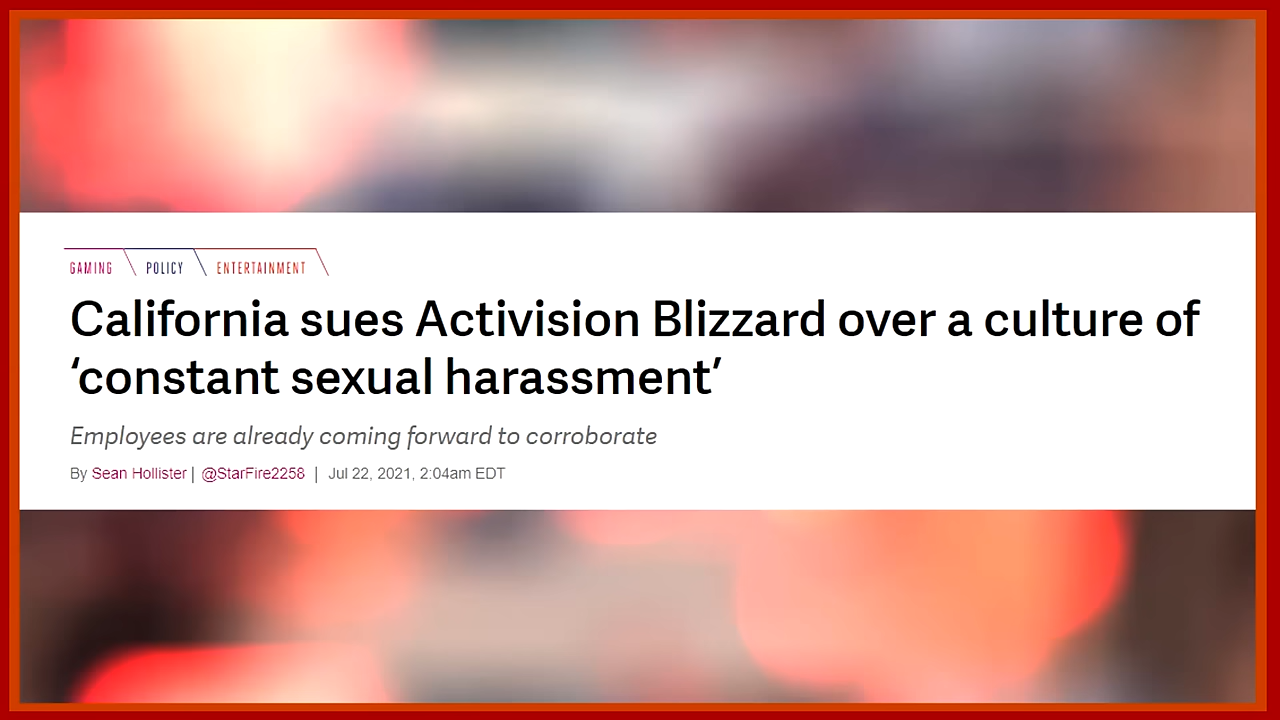 GAMING POLICY ENTERTAINMENT
California sues Activision Blizzard over a culture of
‘constant sexual harassment’
Employees are already coming forward to corroborate
By Sean Hollister | @StarFire2258 | Jul 22, 2021, 2:04am EDT